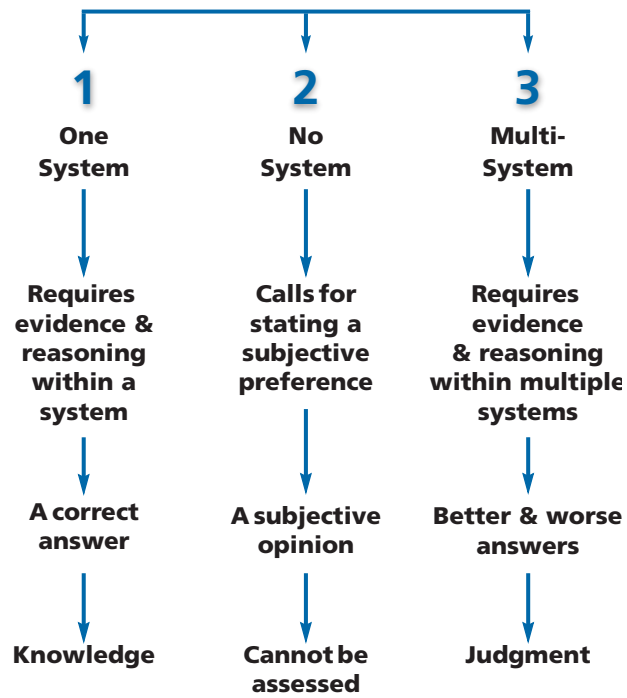 1
One
System
Requires
evidence &
reasoning
within a
system
A correct
answer
Knowledge
2
No
System
Calls for
stating a
subjective
preference
A subjective
opinion
Cannot be
assessed
3
Multi-
System
Requires
evidence
& reasoning
within multiple
systems
Better & worse
answers
Judgment